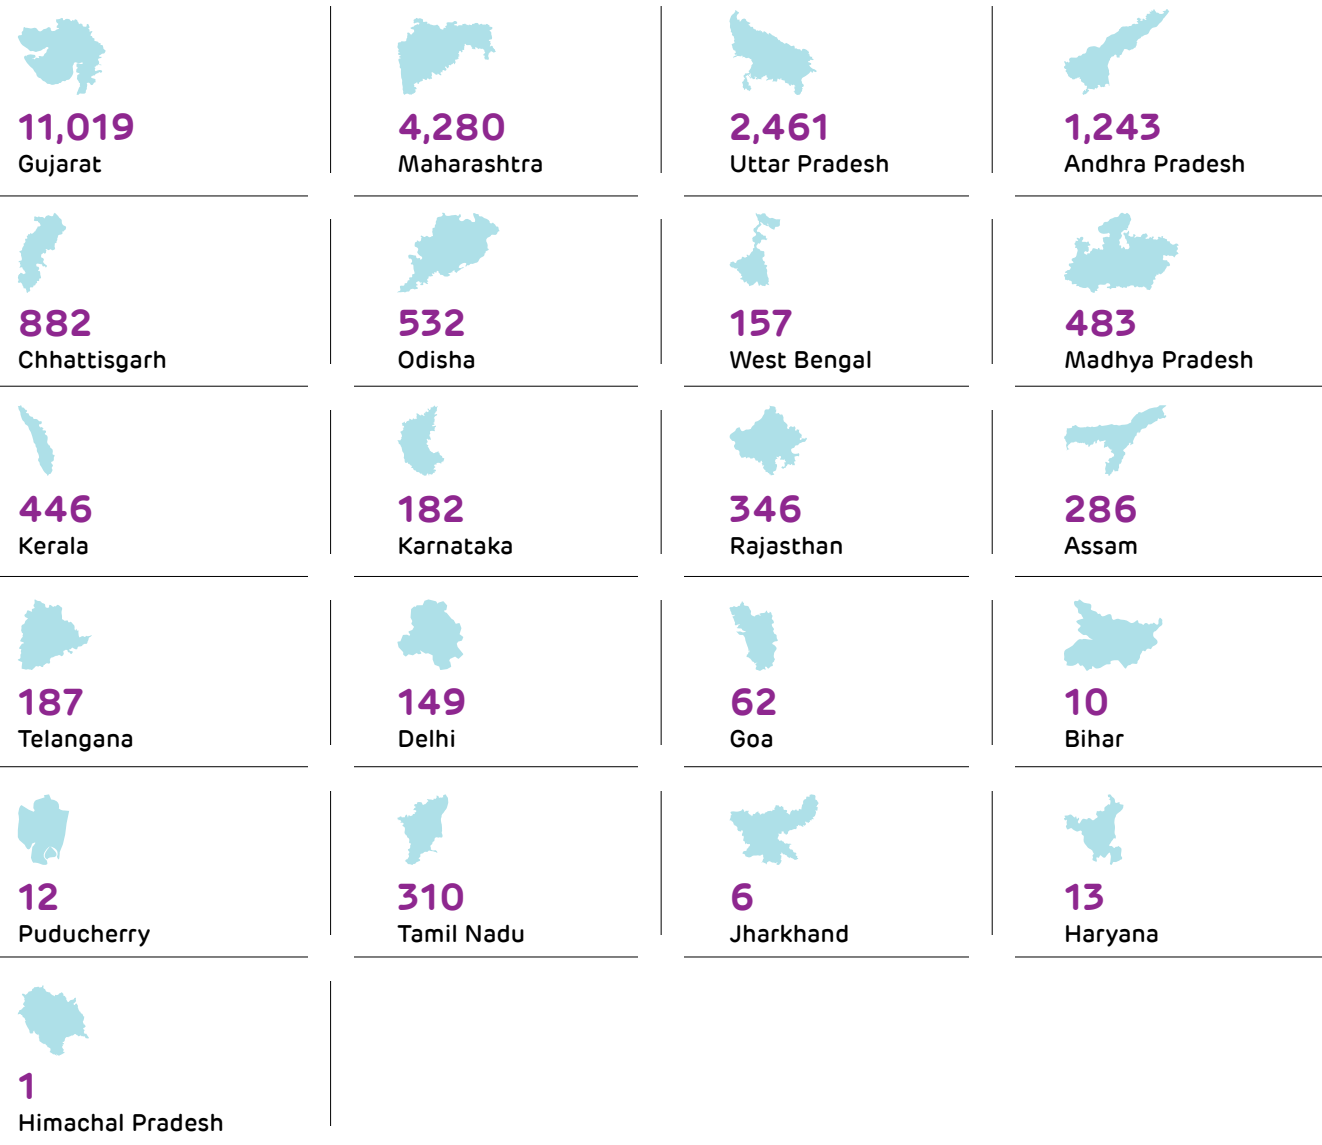 11,019
Gujarat
4,280
Maharashtra
2,461
Uttar Pradesh
1,243
Andhra Pradesh
882
Chhattisgarh
532
Odisha
157
West Bengal
483
Madhya Pradesh
446
Kerala
182
Karnataka
346
Rajasthan
286
Assam
187
Telangana
149
Delhi
62
Goa
10
Bihar
12
Puducherry
310
Tamil Nadu
6
Jharkhand
13
Haryana
1
Himachal Pradesh